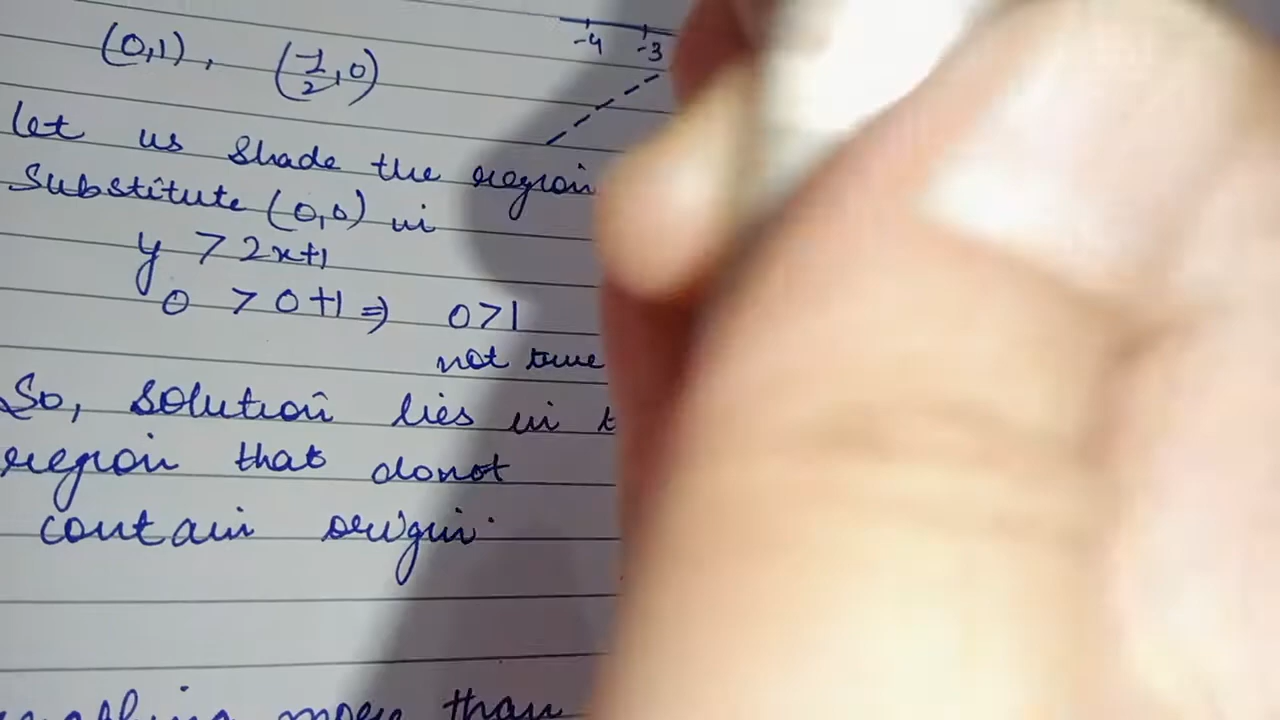 -4 -3
(0,1), (-1/2,0)
let us shade the region
Substitute (0,0) in
y > 2x+1
0 > 0+1 ⇒ 0>1
not true
So, solution lies in t
region that donot
contain origin.
more than